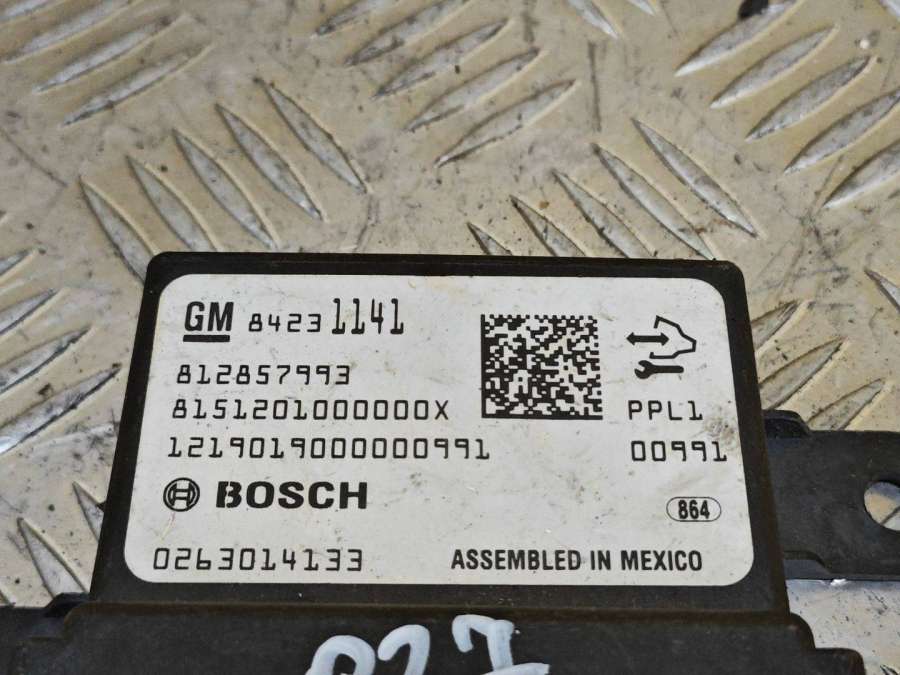 GM 84231141
812857993
8151201000000X
PPL1
1219019000000991
00991
BOSCH
864
0263014133
ASSEMBLED IN MEXICO